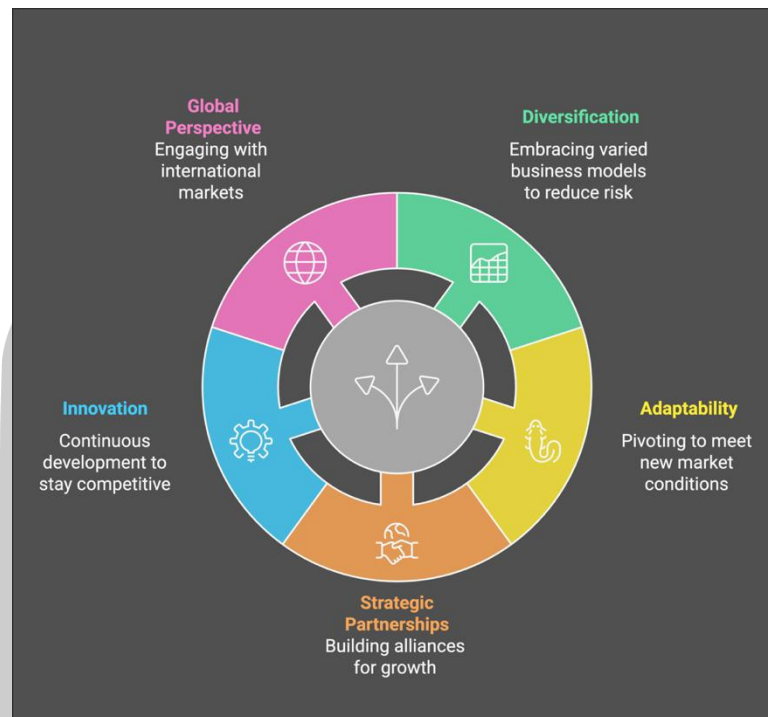 Global
Perspective
Engaging with
international
markets
Diversification
Embracing varied
business models
to reduce risk
Innovation
Continuous
development to
stay competitive
Adaptability
Pivoting to meet
new market
conditions
Strategic
Partnerships
Building alliances
for growth